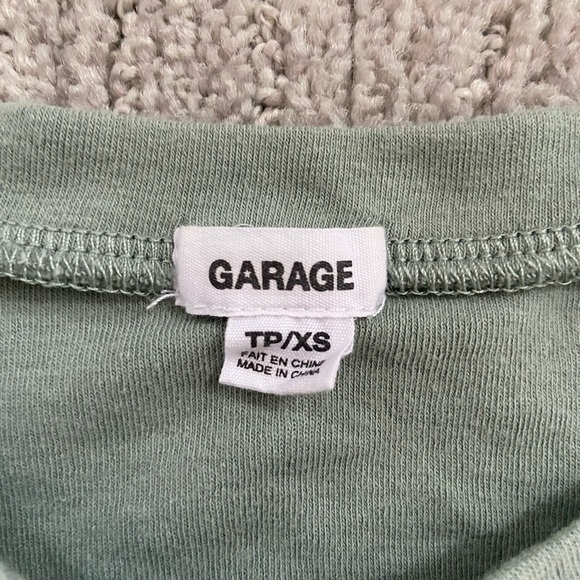 GARAGE
TP/XS
FAIT EN CHINE
MADE IN CHINA